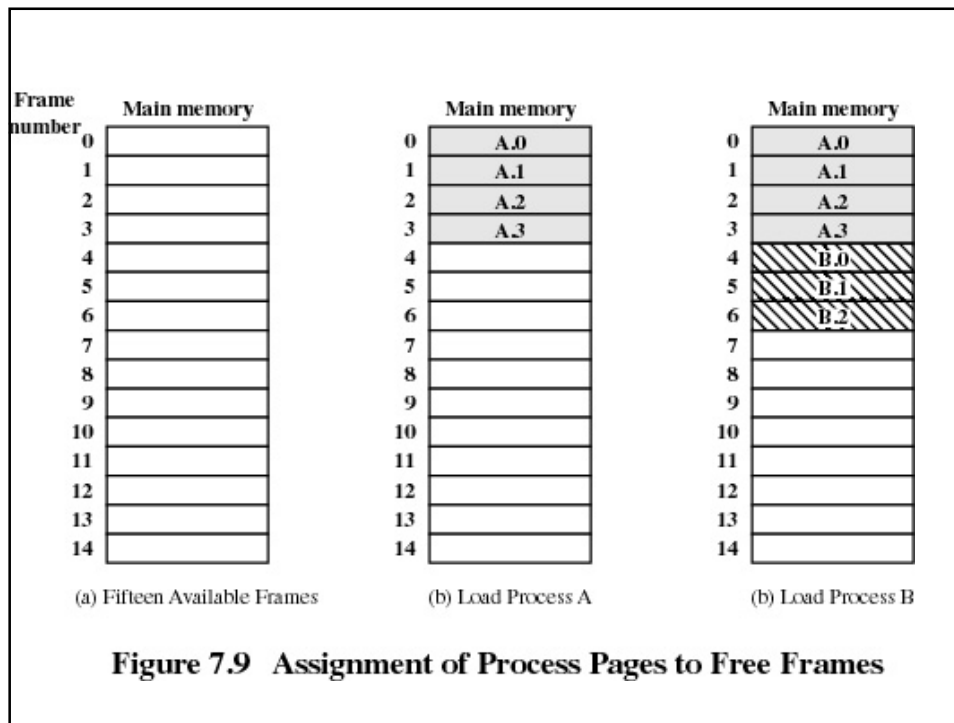 Frame
number
Main memory
0
1
2
3
4
5
6
7
8
9
10
11
12
13
14
(a) Fifteen Available Frames
Main memory
0 A.0
1 A.1
2 A.2
3 A.3
4
5
6
7
8
9
10
11
12
13
14
(b) Load Process A
Main memory
0 A.0
1 A.1
2 A.2
3 A.3
4 B.0
5 B.1
6 B.2
7
8
9
10
11
12
13
14
(b) Load Process B
Figure 7.9 Assignment of Process Pages to Free Frames